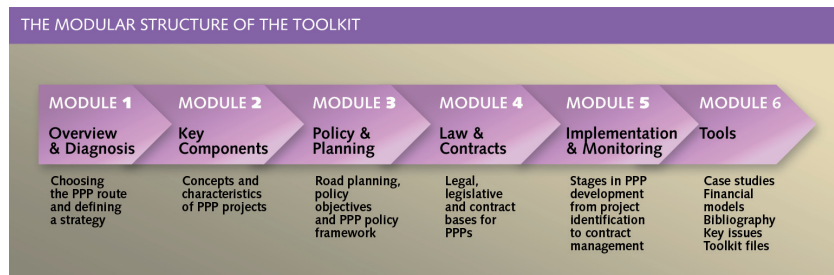 THE MODULAR STRUCTURE OF THE TOOLKIT
MODULE 1
Overview
& Diagnosis
Choosing
the PPP route
and defining
a strategy
MODULE 2
Key
Components
Concepts and
characteristics
of PPP projects
MODULE 3
Policy &
Planning
Road planning,
policy
objectives
and PPP policy
framework
MODULE 4
Law &
Contracts
Legal,
legislative
and contract
bases for
PPPs
MODULE 5
Implementation
& Monitoring
Stages in PPP
development
from project
identification
to contract
management
MODULE 6
Tools
Case studies
Financial
models
Bibliography
Key issues
Toolkit files